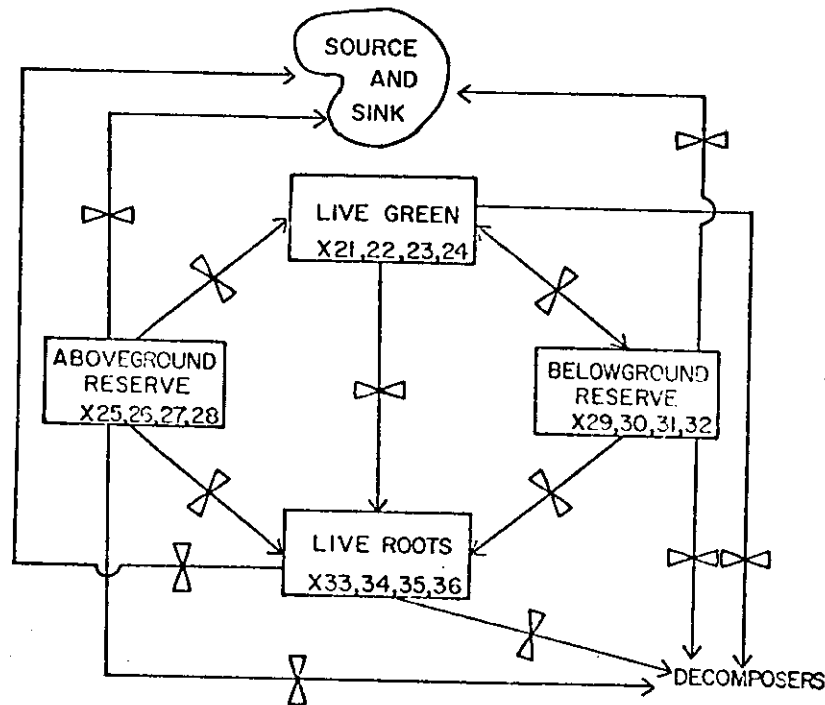 SOURCE
AND
SINK
LIVE GREEN
X21,22,23,24
ABOVEGROUND
RESERVE
X25,26,27,28
BELOWGROUND
RESERVE
X29,30,31,32
LIVE ROOTS
X33,34,35,36
DECOMPOSERS